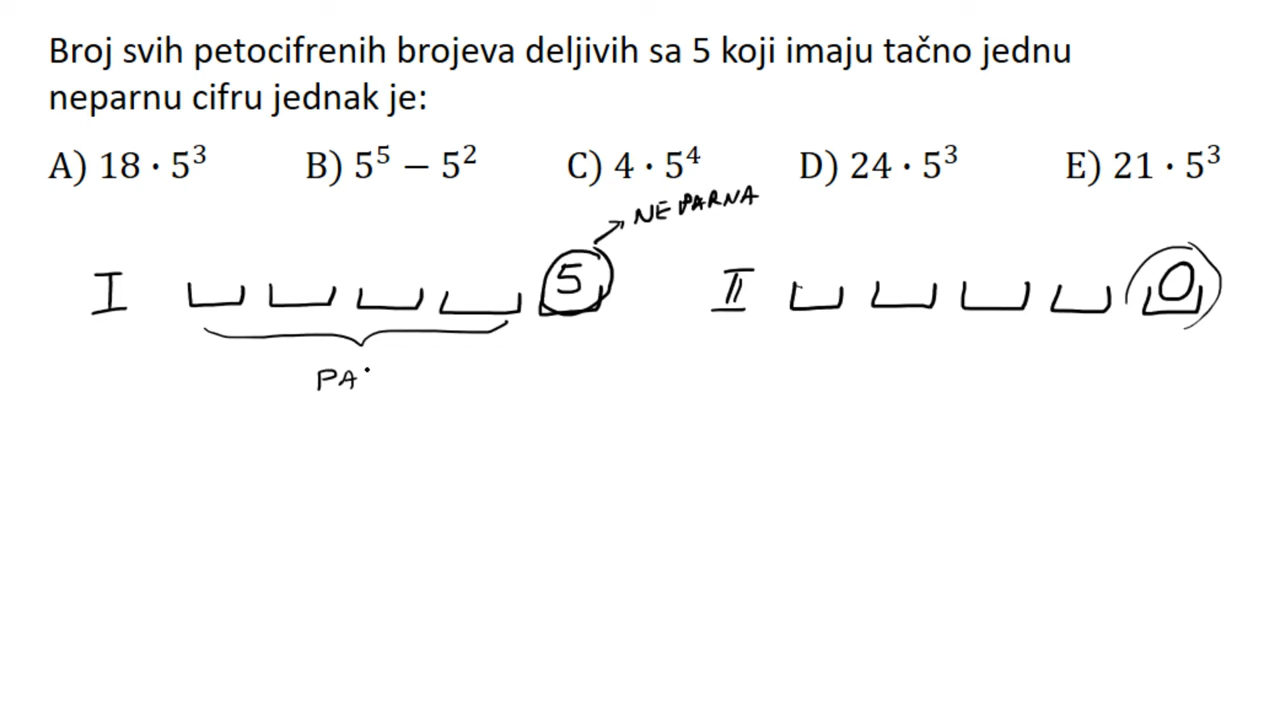 Broj svih petocifrenih brojeva deljivih sa 5 koji imaju tačno jednu
neparnu cifru jednak je:
A) 18 · 5³ B) 5⁵ − 5² C) 4 · 5⁴ D) 24 · 5³ E) 21 · 5³
NEPARNA
I 5 II 0
PA